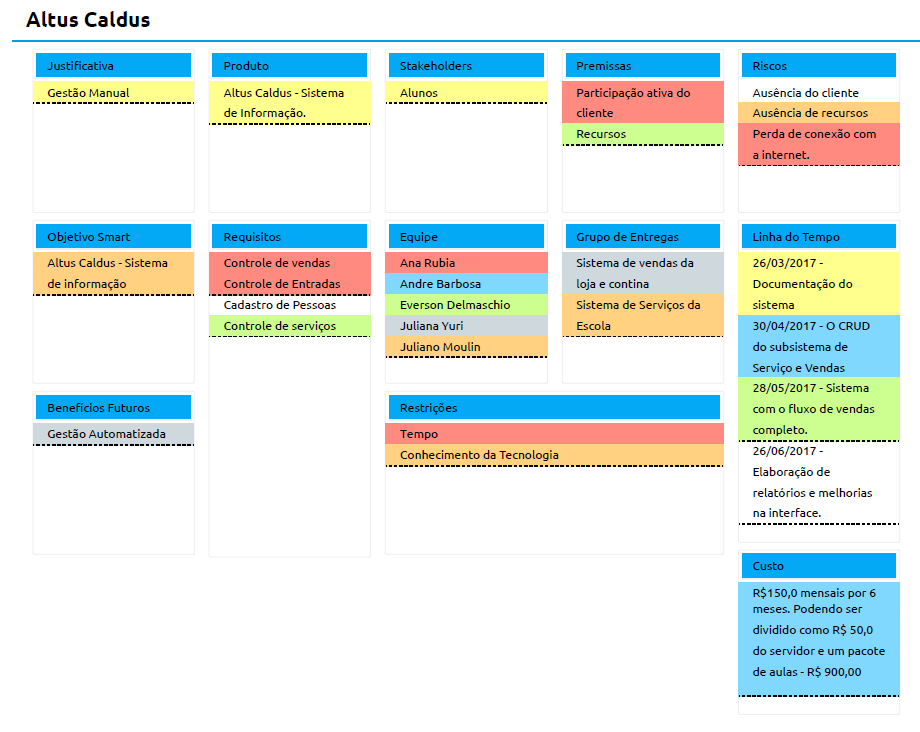 Altus Caldus
Justificativa
Gestão Manual
Produto
Altus Caldus - Sistema
de Informação.
Stakeholders
Alunos
Premissas
Participação ativa do
cliente
Recursos
Riscos
Ausência do cliente
Ausência de recursos
Perda de conexão com
a internet.
Objetivo Smart
Altus Caldus - Sistema
de informação
Requisitos
Controle de vendas
Controle de Entradas
Cadastro de Pessoas
Controle de serviços
Equipe
Ana Rubia
Andre Barbosa
Everson Delmaschio
Juliana Yuri
Juliano Moulin
Grupo de Entregas
Sistema de vendas da
loja e contina
Sistema de Serviços da
Escola
Linha do Tempo
26/03/2017 -
Documentação do
sistema
30/04/2017 - O CRUD
do subsistema de
Serviço e Vendas
28/05/2017 - Sistema
com o fluxo de vendas
completo.
26/06/2017 -
Elaboração de
relatórios e melhorias
na interface.
Benefícios Futuros
Gestão Automatizada
Restrições
Tempo
Conhecimento da Tecnologia
Custo
R$150,0 mensais por 6
meses. Podendo ser
dividido como R$ 50,0
do servidor e um pacote
de aulas - R$ 900,00